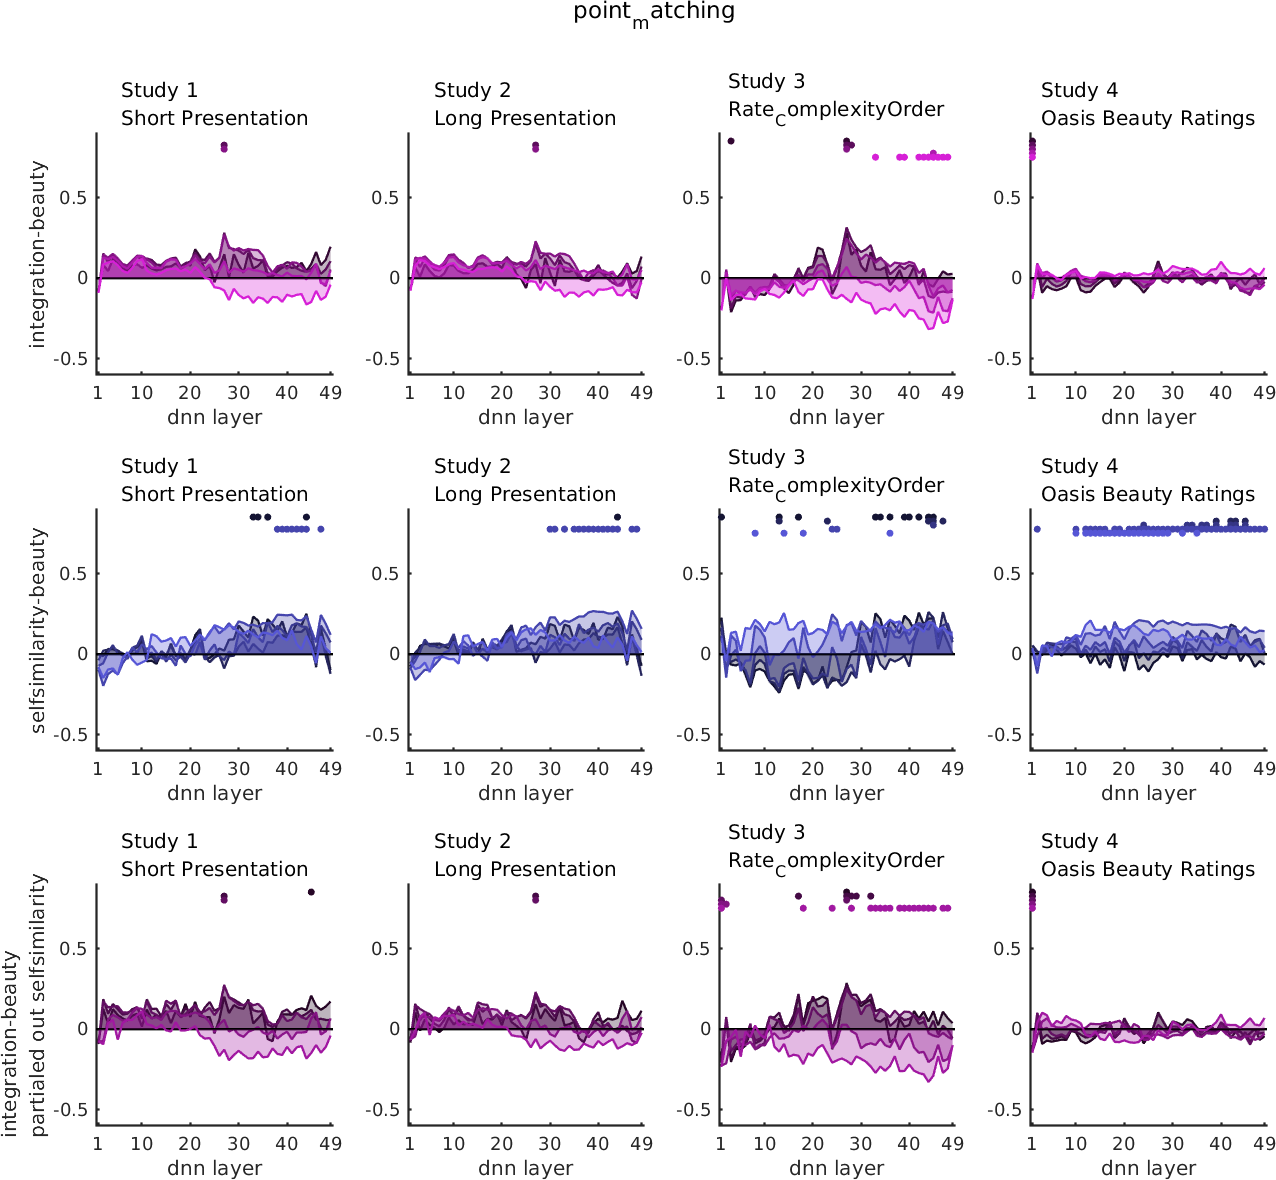 point_matching
Study 1
Short Presentation
Study 2
Long Presentation
Study 3
Rate_ComplexityOrder
Study 4
Oasis Beauty Ratings
integration-beauty
0.5
0
-0.5
1 10 20 30 40 49
dnn layer
0.5
0
-0.5
1 10 20 30 40 49
dnn layer
0.5
0
-0.5
1 10 20 30 40 49
dnn layer
0.5
0
-0.5
1 10 20 30 40 49
dnn layer
Study 1
Short Presentation
Study 2
Long Presentation
Study 3
Rate_ComplexityOrder
Study 4
Oasis Beauty Ratings
selfsimilarity-beauty
0.5
0
-0.5
1 10 20 30 40 49
dnn layer
0.5
0
-0.5
1 10 20 30 40 49
dnn layer
0.5
0
-0.5
1 10 20 30 40 49
dnn layer
0.5
0
-0.5
1 10 20 30 40 49
dnn layer
Study 1
Short Presentation
Study 2
Long Presentation
Study 3
Rate_ComplexityOrder
Study 4
Oasis Beauty Ratings
integration-beauty
partialed out selfsimilarity
0.5
0
-0.5
1 10 20 30 40 49
dnn layer
0.5
0
-0.5
1 10 20 30 40 49
dnn layer
0.5
0
-0.5
1 10 20 30 40 49
dnn layer
0.5
0
-0.5
1 10 20 30 40 49
dnn layer